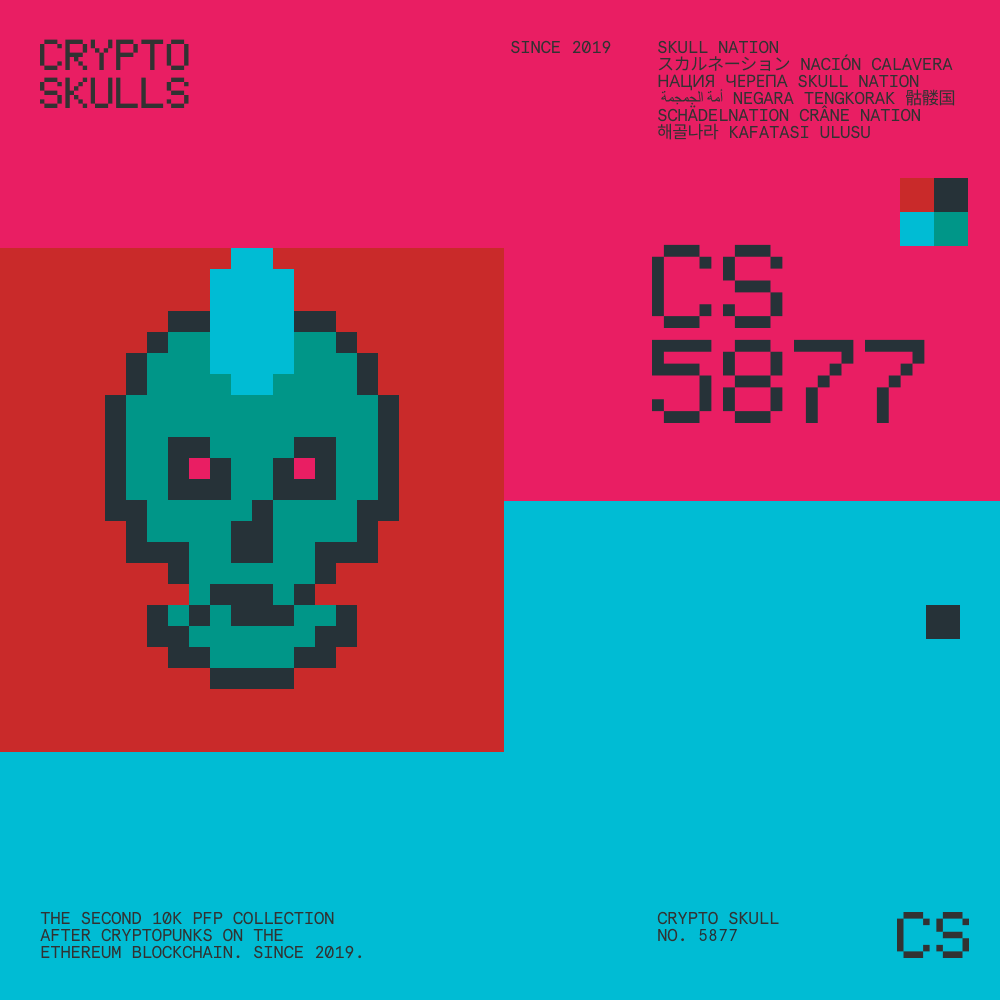 CRYPTO
SKULLS
SINCE 2019
SKULL NATION
スカルネーション NACIÓN CALAVERA
НАЦИЯ ЧЕРЕПА SKULL NATION
أمة الجمجمة NEGARA TENGKORAK 骷髅国
SCHÄDELNATION CRÂNE NATION
해골나라 KAFATASI ULUSU
CS
5877
THE SECOND 10K PFP COLLECTION
AFTER CRYPTOPUNKS ON THE
ETHEREUM BLOCKCHAIN. SINCE 2019.
CRYPTO SKULL
NO. 5877
CS